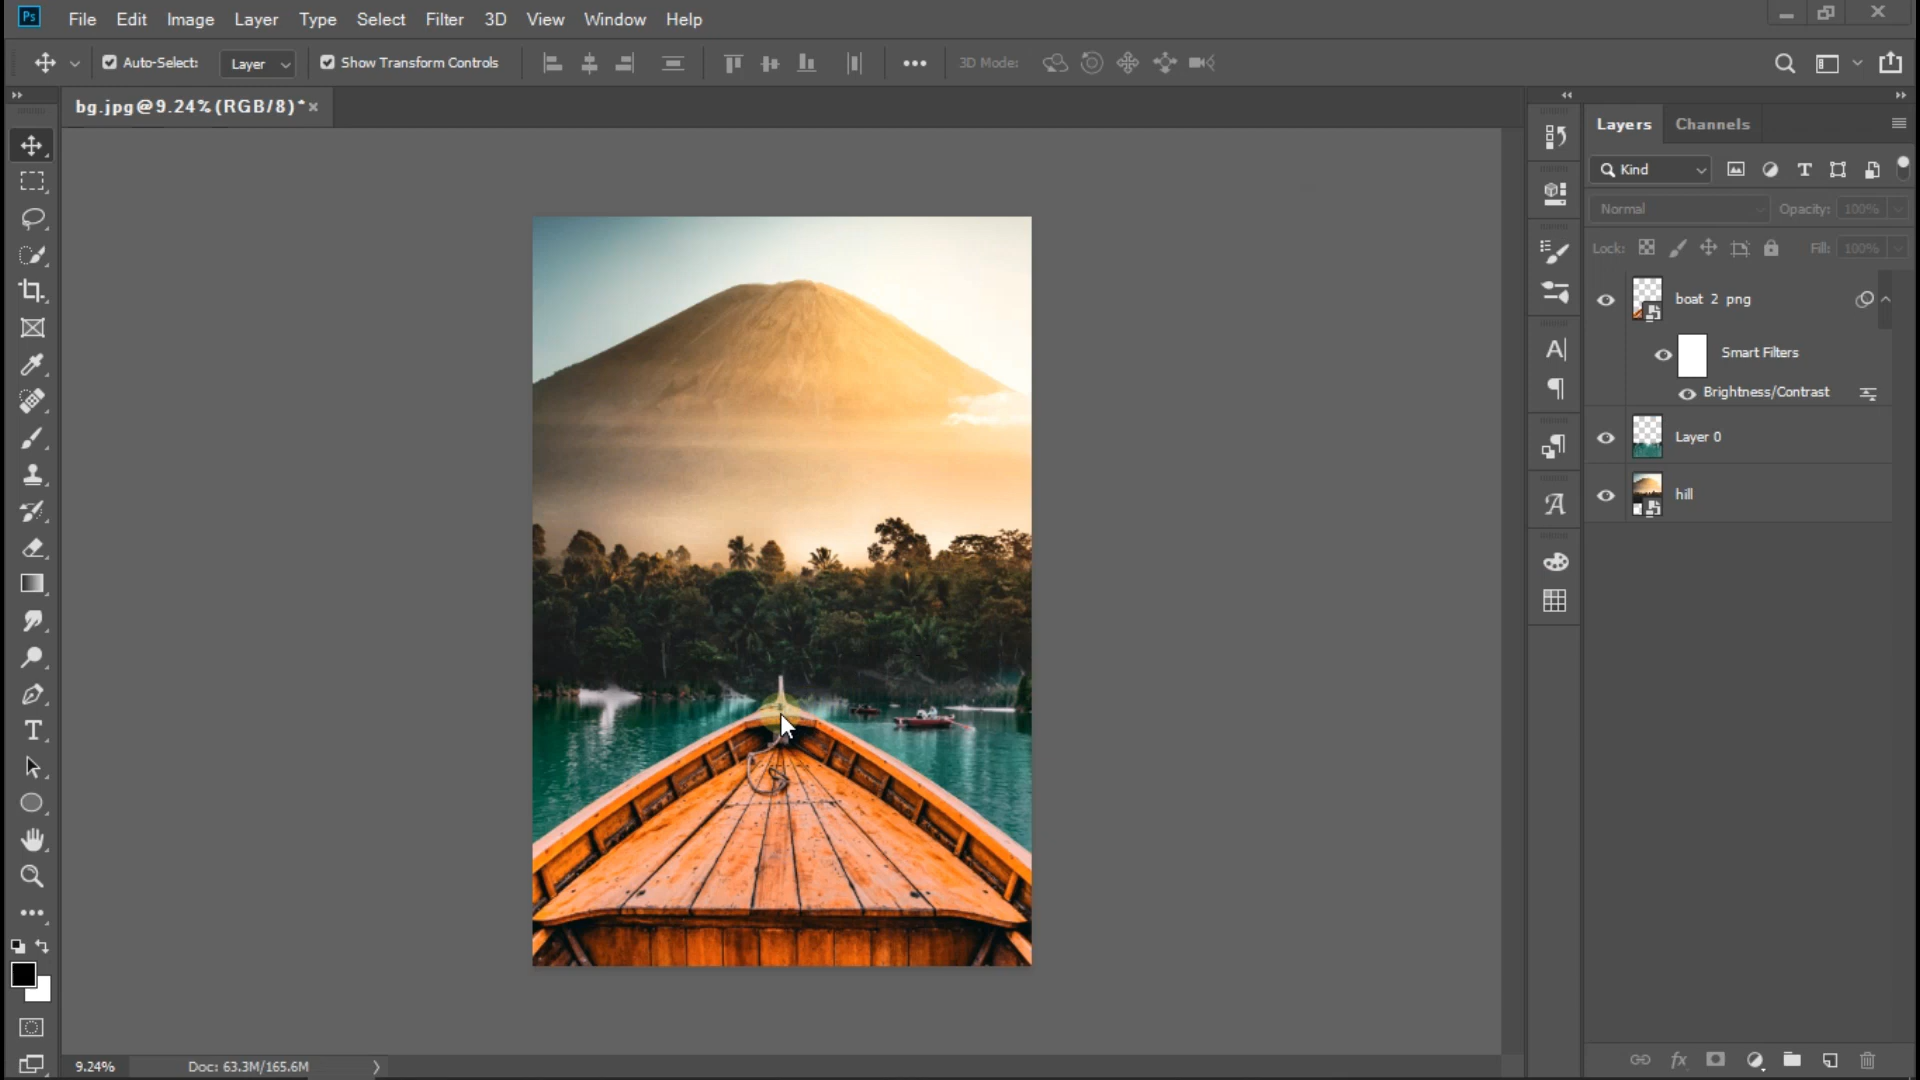 Ps File Edit Image Layer Type Select Filter 3D View Window Help
Auto-Select: Layer Show Transform Controls 3D Mode:
bg.jpg@9.24%(RGB/8)* ×
Layers Channels
Kind
Normal Opacity: 100%
Lock: Fill: 100%
boat 2 png
Smart Filters
Brightness/Contrast
Layer 0
hill
9.24% Doc: 63.3M/165.6M